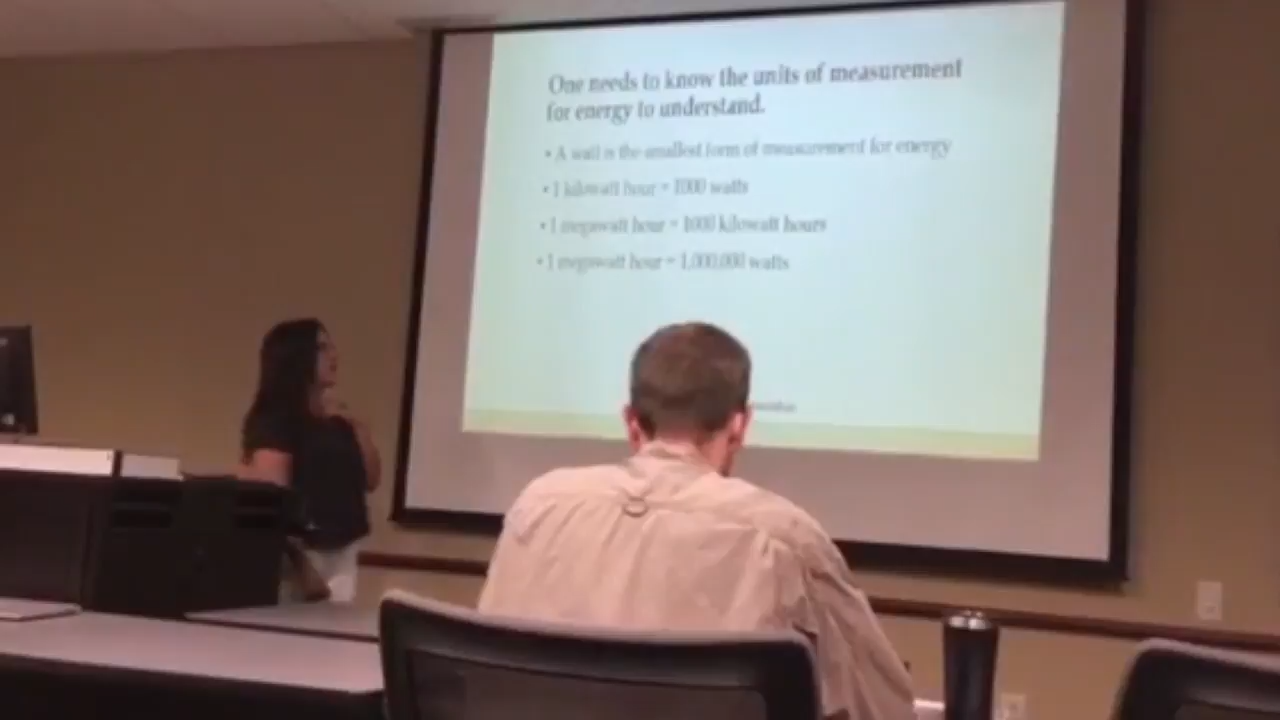 One needs to know the units of measurement
for energy to understand.
• A watt is the smallest form of measurement for energy
• 1 kilowatt hour = 1000 watts
• 1 megawatt hour = 1000 kilowatt hours
• 1 megawatt hour = 1,000,000 watts